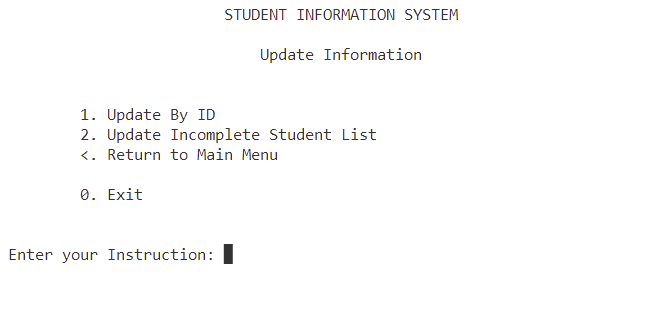 STUDENT INFORMATION SYSTEM
Update Information
1. Update By ID
2. Update Incomplete Student List
<. Return to Main Menu
0. Exit
Enter your Instruction: